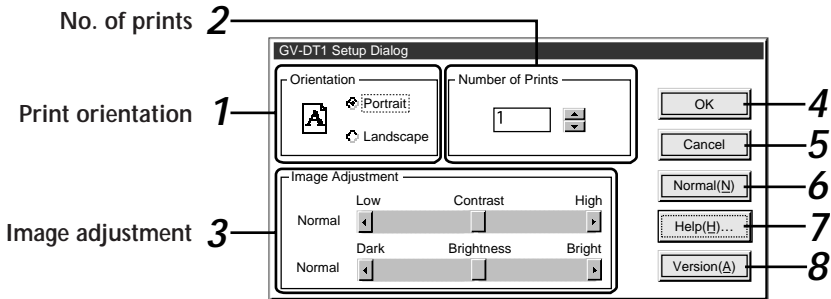 No. of prints 2
GV-DT1 Setup Dialog
Orientation
Number of Prints
Print orientation 1
A
Portrait
Landscape
1
OK 4
Cancel 5
Normal(N) 6
Help(H)... 7
Version(A) 8
Image adjustment 3
Image Adjustment
Low Contrast High
Normal
Dark Brightness Bright
Normal